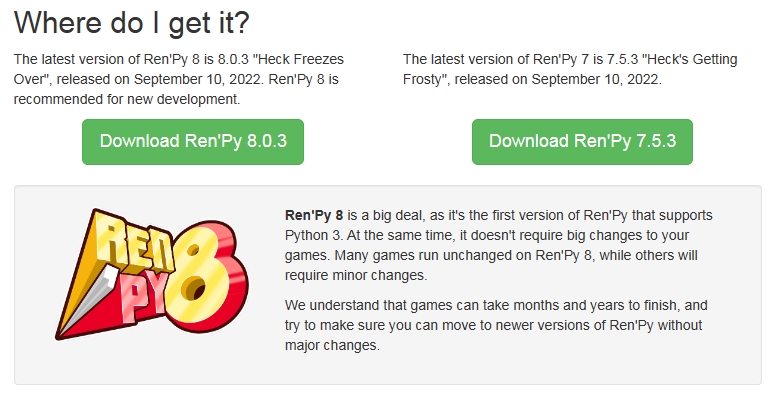 Where do I get it?
The latest version of Ren'Py 8 is 8.0.3 "Heck Freezes
Over", released on September 10, 2022. Ren'Py 8 is
recommended for new development.
Download Ren'Py 8.0.3
The latest version of Ren'Py 7 is 7.5.3 "Heck's Getting
Frosty", released on September 10, 2022.
Download Ren'Py 7.5.3
REN
PY
8
Ren'Py 8 is a big deal, as it's the first version of Ren'Py that supports
Python 3. At the same time, it doesn't require big changes to your
games. Many games run unchanged on Ren'Py 8, while others will
require minor changes.
We understand that games can take months and years to finish, and
try to make sure you can move to newer versions of Ren'Py without
major changes.